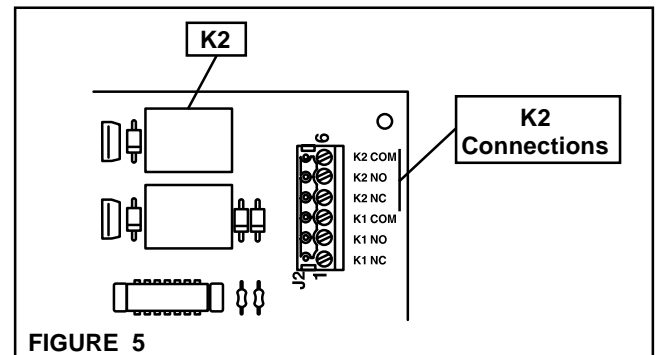 K2
K2
Connections
6
K2 COM
K2 NO
K2 NC
K1 COM
K1 NO
K1 NC
J2
1
FIGURE 5